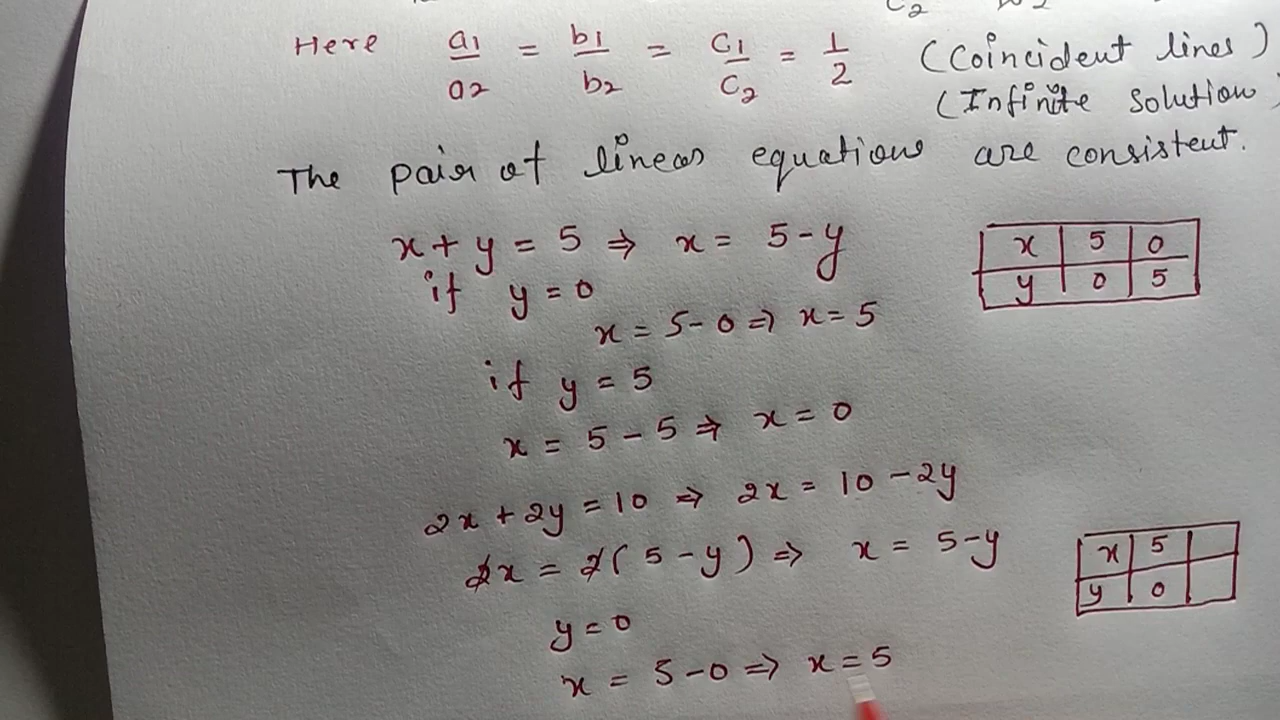 Here a1/a2 = b1/b2 = c1/c2 = 1/2 (Coincident lines)
(Infinite solution)
The pair of linear equations are consistent.
x + y = 5 ⇒ x = 5 - y
x 5 0
y 0 5
if y = 0
x = 5 - 0 ⇒ x = 5
if y = 5
x = 5 - 5 ⇒ x = 0
2x + 2y = 10 ⇒ 2x = 10 - 2y
2x = 2(5 - y) ⇒ x = 5 - y
x 5
y 0
y = 0
x = 5 - 0 ⇒ x = 5